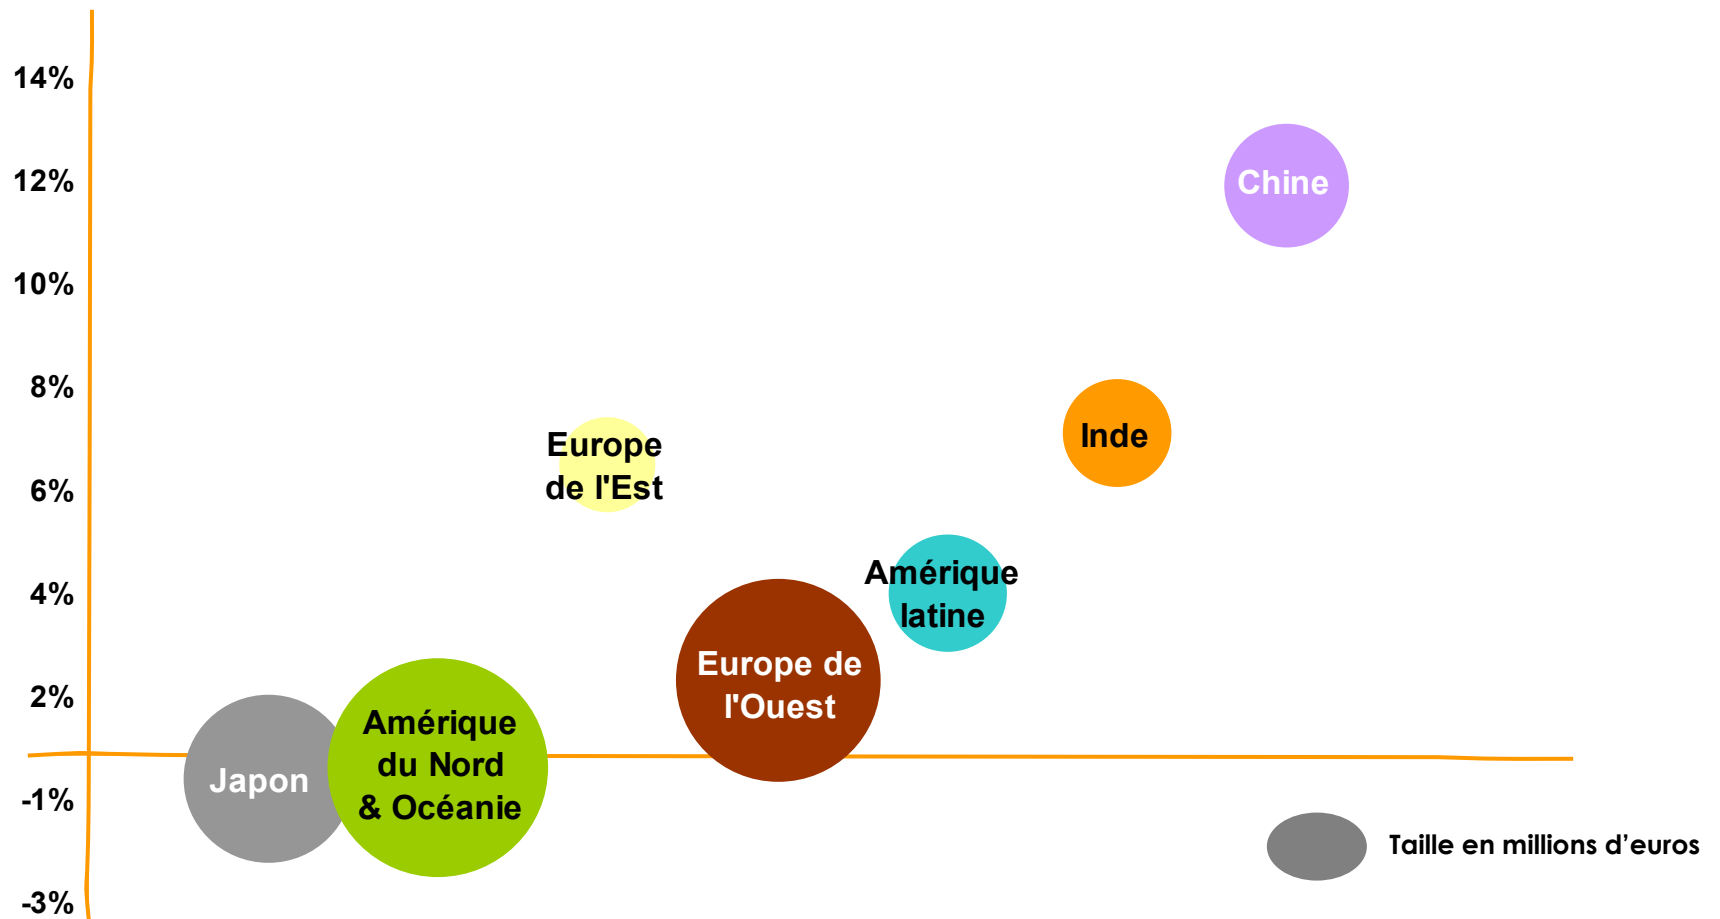 14%
12%
10%
8%
6%
4%
2%
-1%
-3%
Chine
Inde
Europe
de l'Est
Amérique
latine
Europe de
l'Ouest
Amérique
du Nord
& Océanie
Japon
Taille en millions d’euros